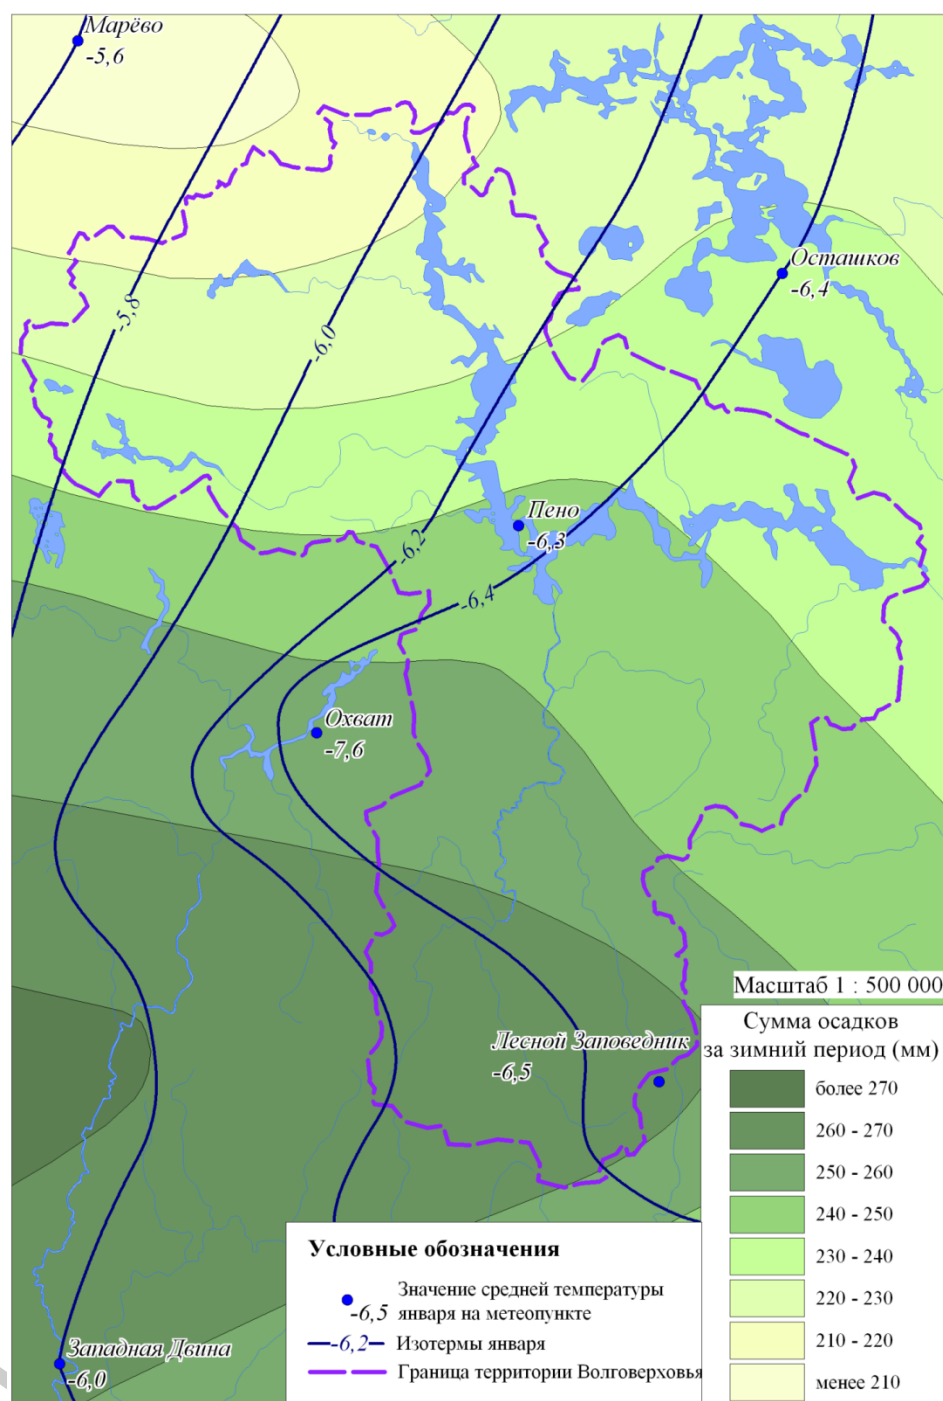 Марёво
-5,6
Осташков
-6,4
-5,8
-6,0
Пено
-6,3
-6,2
-6,4
Охват
-7,6
Масштаб 1 : 500 000
Сумма осадков
за зимний период (мм)
более 270
260 - 270
250 - 260
240 - 250
230 - 240
220 - 230
210 - 220
менее 210
Лесной Заповедник
-6,5
Условные обозначения
Значение средней температуры
-6,5 января на метеопункте
-6,2 Изотермы января
Граница территории Волговерховья
Западная Двина
-6,0